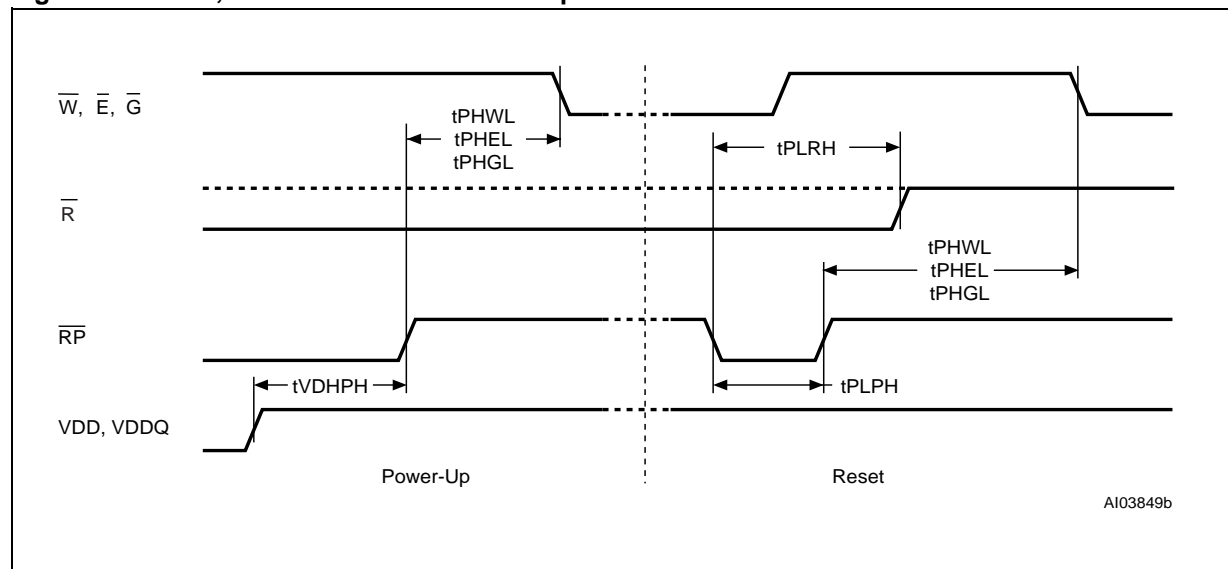 W, E, G
tPHWL
tPHEL
tPHGL
tPLRH
R
tPHWL
tPHEL
tPHGL
RP
tVDHPH
tPLPH
VDD, VDDQ
Power-Up
Reset
AI03849b